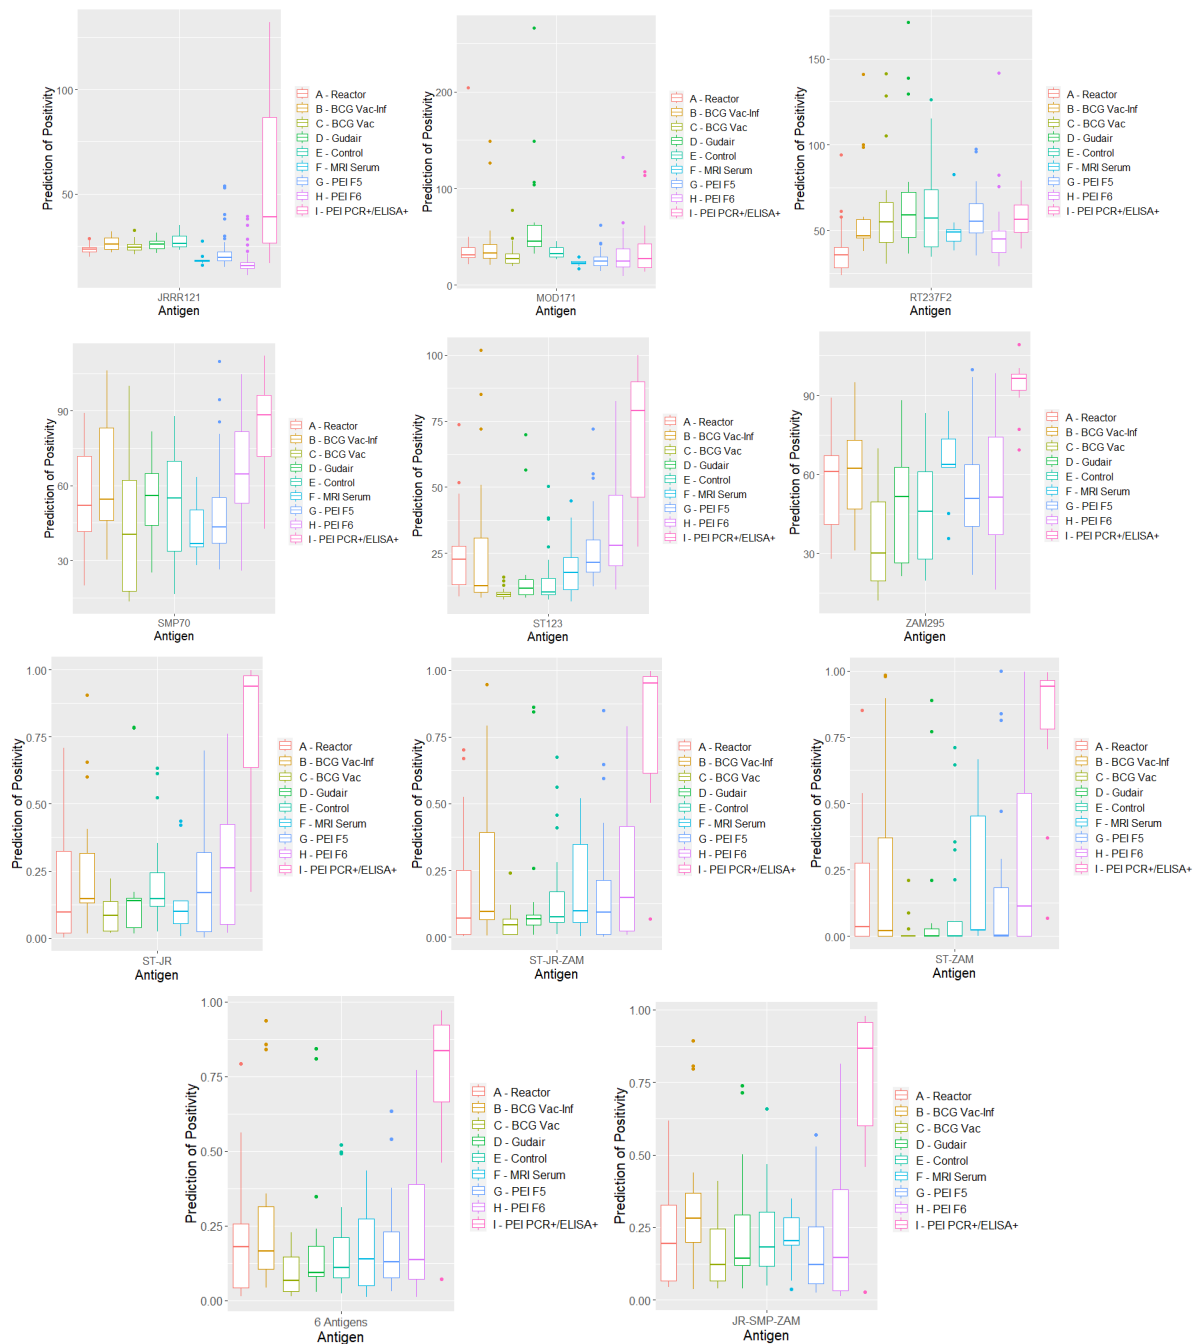 Prediction of Positivity
100
50
JRRR121
Antigen
A - Reactor
B - BCG Vac-Inf
C - BCG Vac
D - Gudair
E - Control
F - MRI Serum
G - PEI F5
H - PEI F6
I - PEI PCR+/ELISA+
Prediction of Positivity
200
100
0
MOD171
Antigen
A - Reactor
B - BCG Vac-Inf
C - BCG Vac
D - Gudair
E - Control
F - MRI Serum
G - PEI F5
H - PEI F6
I - PEI PCR+/ELISA+
Prediction of Positivity
150
100
50
RT237F2
Antigen
A - Reactor
B - BCG Vac-Inf
C - BCG Vac
D - Gudair
E - Control
F - MRI Serum
G - PEI F5
H - PEI F6
I - PEI PCR+/ELISA+
Prediction of Positivity
90
60
30
SMP70
Antigen
A - Reactor
B - BCG Vac-Inf
C - BCG Vac
D - Gudair
E - Control
F - MRI Serum
G - PEI F5
H - PEI F6
I - PEI PCR+/ELISA+
Prediction of Positivity
100
75
50
25
ST123
Antigen
A - Reactor
B - BCG Vac-Inf
C - BCG Vac
D - Gudair
E - Control
F - MRI Serum
G - PEI F5
H - PEI F6
I - PEI PCR+/ELISA+
Prediction of Positivity
90
60
30
ZAM295
Antigen
A - Reactor
B - BCG Vac-Inf
C - BCG Vac
D - Gudair
E - Control
F - MRI Serum
G - PEI F5
H - PEI F6
I - PEI PCR+/ELISA+
Prediction of Positivity
1.00
0.75
0.50
0.25
0.00
ST-JR
Antigen
A - Reactor
B - BCG Vac-Inf
C - BCG Vac
D - Gudair
E - Control
F - MRI Serum
G - PEI F5
H - PEI F6
I - PEI PCR+/ELISA+
Prediction of Positivity
1.00
0.75
0.50
0.25
0.00
ST-JR-ZAM
Antigen
A - Reactor
B - BCG Vac-Inf
C - BCG Vac
D - Gudair
E - Control
F - MRI Serum
G - PEI F5
H - PEI F6
I - PEI PCR+/ELISA+
Prediction of Positivity
1.00
0.75
0.50
0.25
0.00
ST-ZAM
Antigen
A - Reactor
B - BCG Vac-Inf
C - BCG Vac
D - Gudair
E - Control
F - MRI Serum
G - PEI F5
H - PEI F6
I - PEI PCR+/ELISA+
Prediction of Positivity
1.00
0.75
0.50
0.25
0.00
6 Antigens
Antigen
A - Reactor
B - BCG Vac-Inf
C - BCG Vac
D - Gudair
E - Control
F - MRI Serum
G - PEI F5
H - PEI F6
I - PEI PCR+/ELISA+
Prediction of Positivity
1.00
0.75
0.50
0.25
0.00
JR-SMP-ZAM
Antigen
A - Reactor
B - BCG Vac-Inf
C - BCG Vac
D - Gudair
E - Control
F - MRI Serum
G - PEI F5
H - PEI F6
I - PEI PCR+/ELISA+